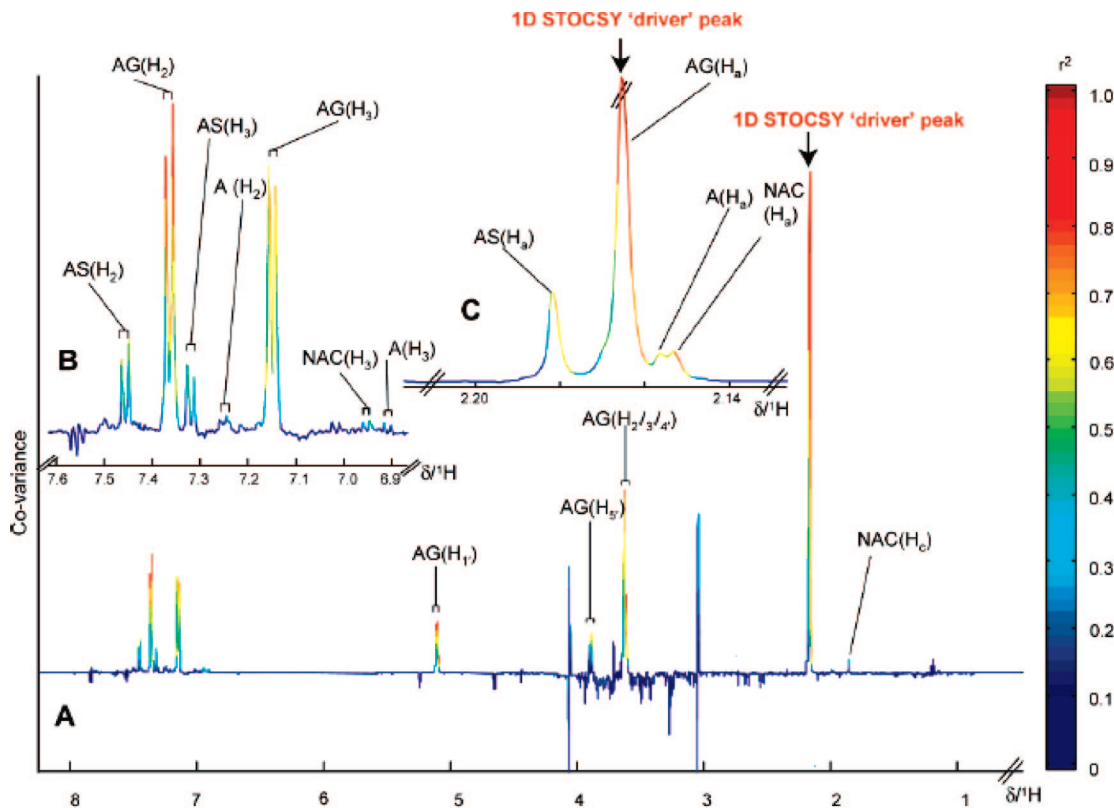 1D STOCSY 'driver' peak
AG(H2)
AG(Ha)
r²
AG(H3)
1.0
AS(H3)
1D STOCSY 'driver' peak
0.9
A (H2)
A(Ha)
NAC
(Ha)
0.8
AS(Ha)
AS(H2)
0.7
C
B
NAC(H3)
A(H3)
0.6
2.20
2.14
δ/¹H
AG(H2'/3'/4')
7.6
7.5
7.4
7.3
7.2
7.1
7.0
6.9
δ/¹H
0.5
Co-variance
AG(H5')
0.4
AG(H1')
NAC(Hc)
0.3
0.2
A
0.1
0
8
7
6
5
4
3
2
1
δ/¹H